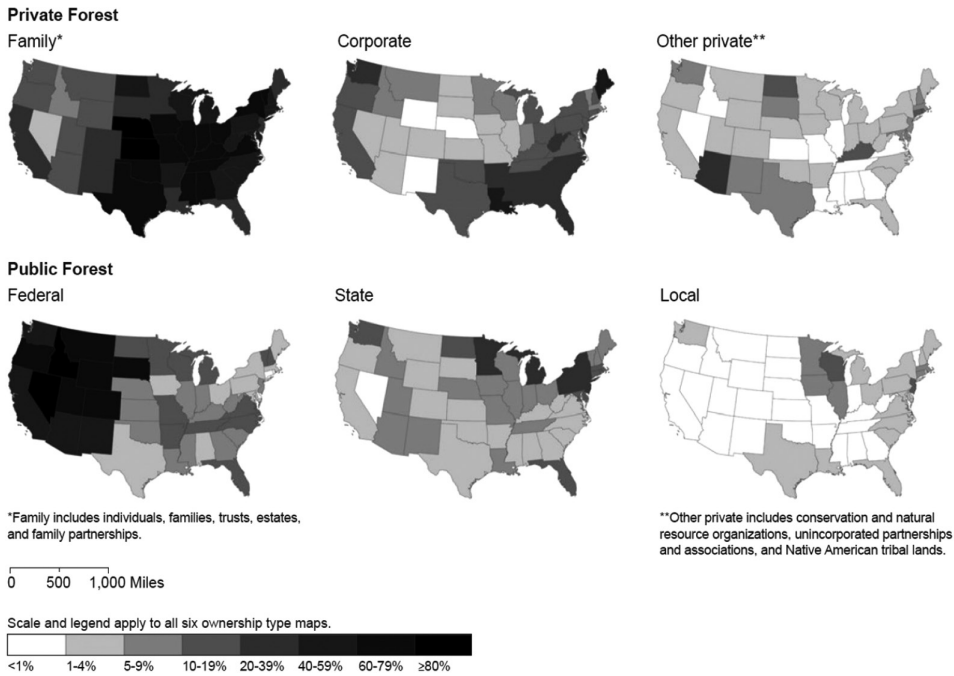 Private Forest
Family*
Corporate
Other private**
Public Forest
Federal
State
Local
*Family includes individuals, families, trusts, estates,
and family partnerships.
**Other private includes conservation and natural
resource organizations, unincorporated partnerships
and associations, and Native American tribal lands.
0 500 1,000 Miles
Scale and legend apply to all six ownership type maps.
<1% 1-4% 5-9% 10-19% 20-39% 40-59% 60-79% ≥80%